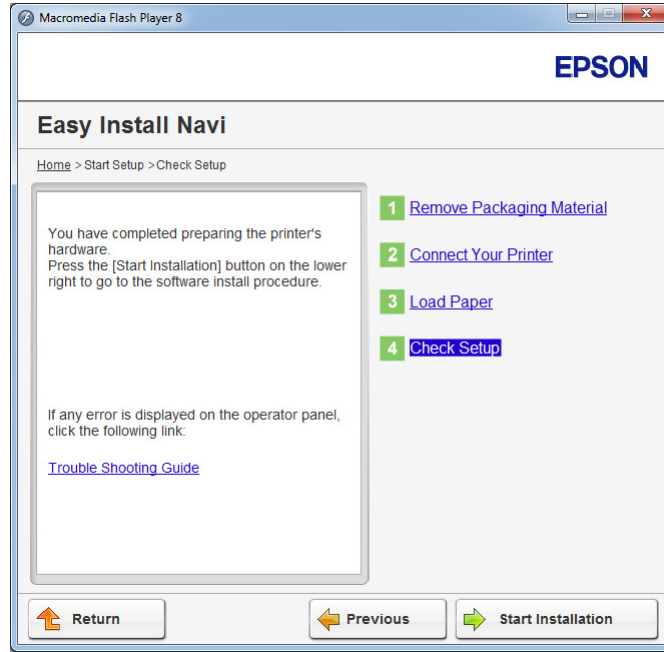 Macromedia Flash Player 8
EPSON
Easy Install Navi
Home > Start Setup >Check Setup
You have completed preparing the printer's
hardware.
Press the [Start Installation] button on the lower
right to go to the software install procedure.
If any error is displayed on the operator panel,
click the following link:
Trouble Shooting Guide
1 Remove Packaging Material
2 Connect Your Printer
3 Load Paper
4 Check Setup
Return
Previous
Start Installation